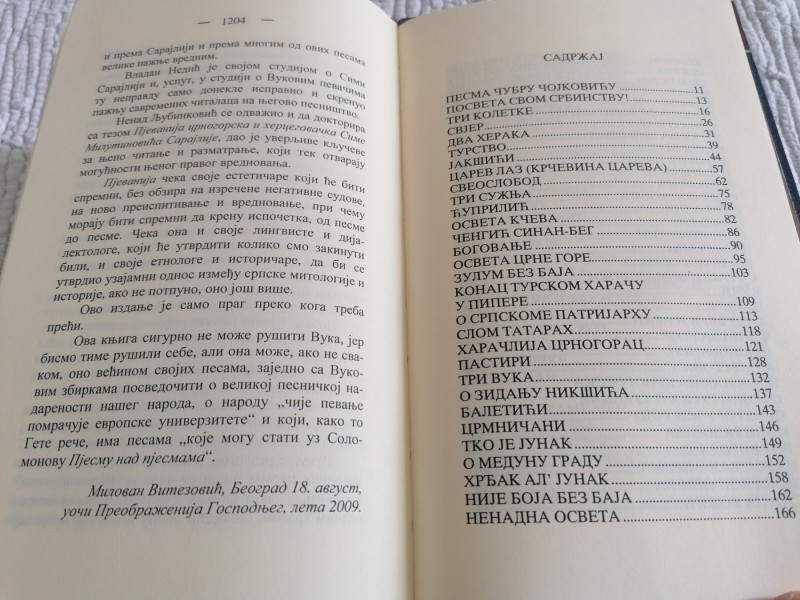 — 1204 —
и према Сарајлији и према многим од ових песама
велике пажње вредним.
Владан Недић је својом студијом о Сими
Сарајлији и, успут, у студији о Вуковим певачима
ту неправду само донекле исправио и скренуо
пажњу савремених читалаца на његово песништво.
Ненад Љубинковић се одважио и да докторира
са тезом Пјеванија црногорска и херцеговачка Симе
Милутиновића Сарајлије, дао је уверљиве кључеве
за њено читање и разматрање, који тек отварају
могућности њеног правог вредновања.
Пјеванија чека своје естетичаре који ће бити
спремни, без обзира на изречене негативне судове,
на ново преиспитивање и вредновање, при чему
морају бити спремни да крену испочетка, од песме
до песме. Чека она и своје лингвисте и дија-
лектологе, који ће утврдити колико смо закинути
били, и своје етнологе и историчаре, да би се
утврдио узајамни однос између српске митологије и
историје, ако не потпуно, оно још више.
Ово издање је само праг преко кога треба
прећи.
Ова књига сигурно не може рушити Вука, јер
бисмо тиме рушили себе, али она може, ако не сва-
ком, оно већином својих песама, заједно са Вуко-
вим збиркама посведочити о великој песничкој на-
дарености нашег народа, о народу „чије певање
помрачује европске универзитете“ и који, како то
Гете рече, има песама „које могу стати уз Соло-
монову Пјесму над пјесмама“.
Милован Витезовић, Београд 18. август,
уочи Преображенија Господњег, лета 2009.
САДРЖАЈ
ПЕСМА ЧУБРУ ЧОЈКОВИЋУ 11
ПОСВЕТА СВОМ СРБИНСТВУ! 13
ТРИ КОЛЕТКЕ 16
СВЈЕР 26
ДВА ХЕРАКА 31
ТУРСТВО 39
ЈАКШИЋИ 44
ЦАРЕВ ЛАЗ (КРЧЕВИНА ЦАРЕВА) 57
СВЕОСЛОБОД 62
ТРИ СУЖЊА 75
ЋУПРИЛИЋ 78
ОСВЕТА КЧЕВА 82
ЧЕНГИЋ СИНАН-БЕГ 86
БОГОВАЊЕ 90
ОСВЕТА ЦРНЕ ГОРЕ 95
ЗУЛУМ БЕЗ БАЈА 103
КОНАЦ ТУРСКОМ ХАРАЧУ
У ПИПЕРЕ 109
О СРПСКОМЕ ПАТРИЈАРХУ 113
СЛОМ ТАТАРАХ 118
ХАРАЧЛИЈА ЦРНОГОРАЦ 121
ПАСТИРИ 128
ТРИ ВУКА 132
О ЗИДАЊУ НИКШИЋА 137
БАЛЕТИЋИ 143
ЦРМНИЧАНИ 146
ТКО ЈЕ ЈУНАК 149
О МЕДУНУ ГРАДУ 152
ХРЂАК АЛ' ЈУНАК 158
НИЈЕ БОЈА БЕЗ БАЈА 162
НЕНАДНА ОСВЕТА 166